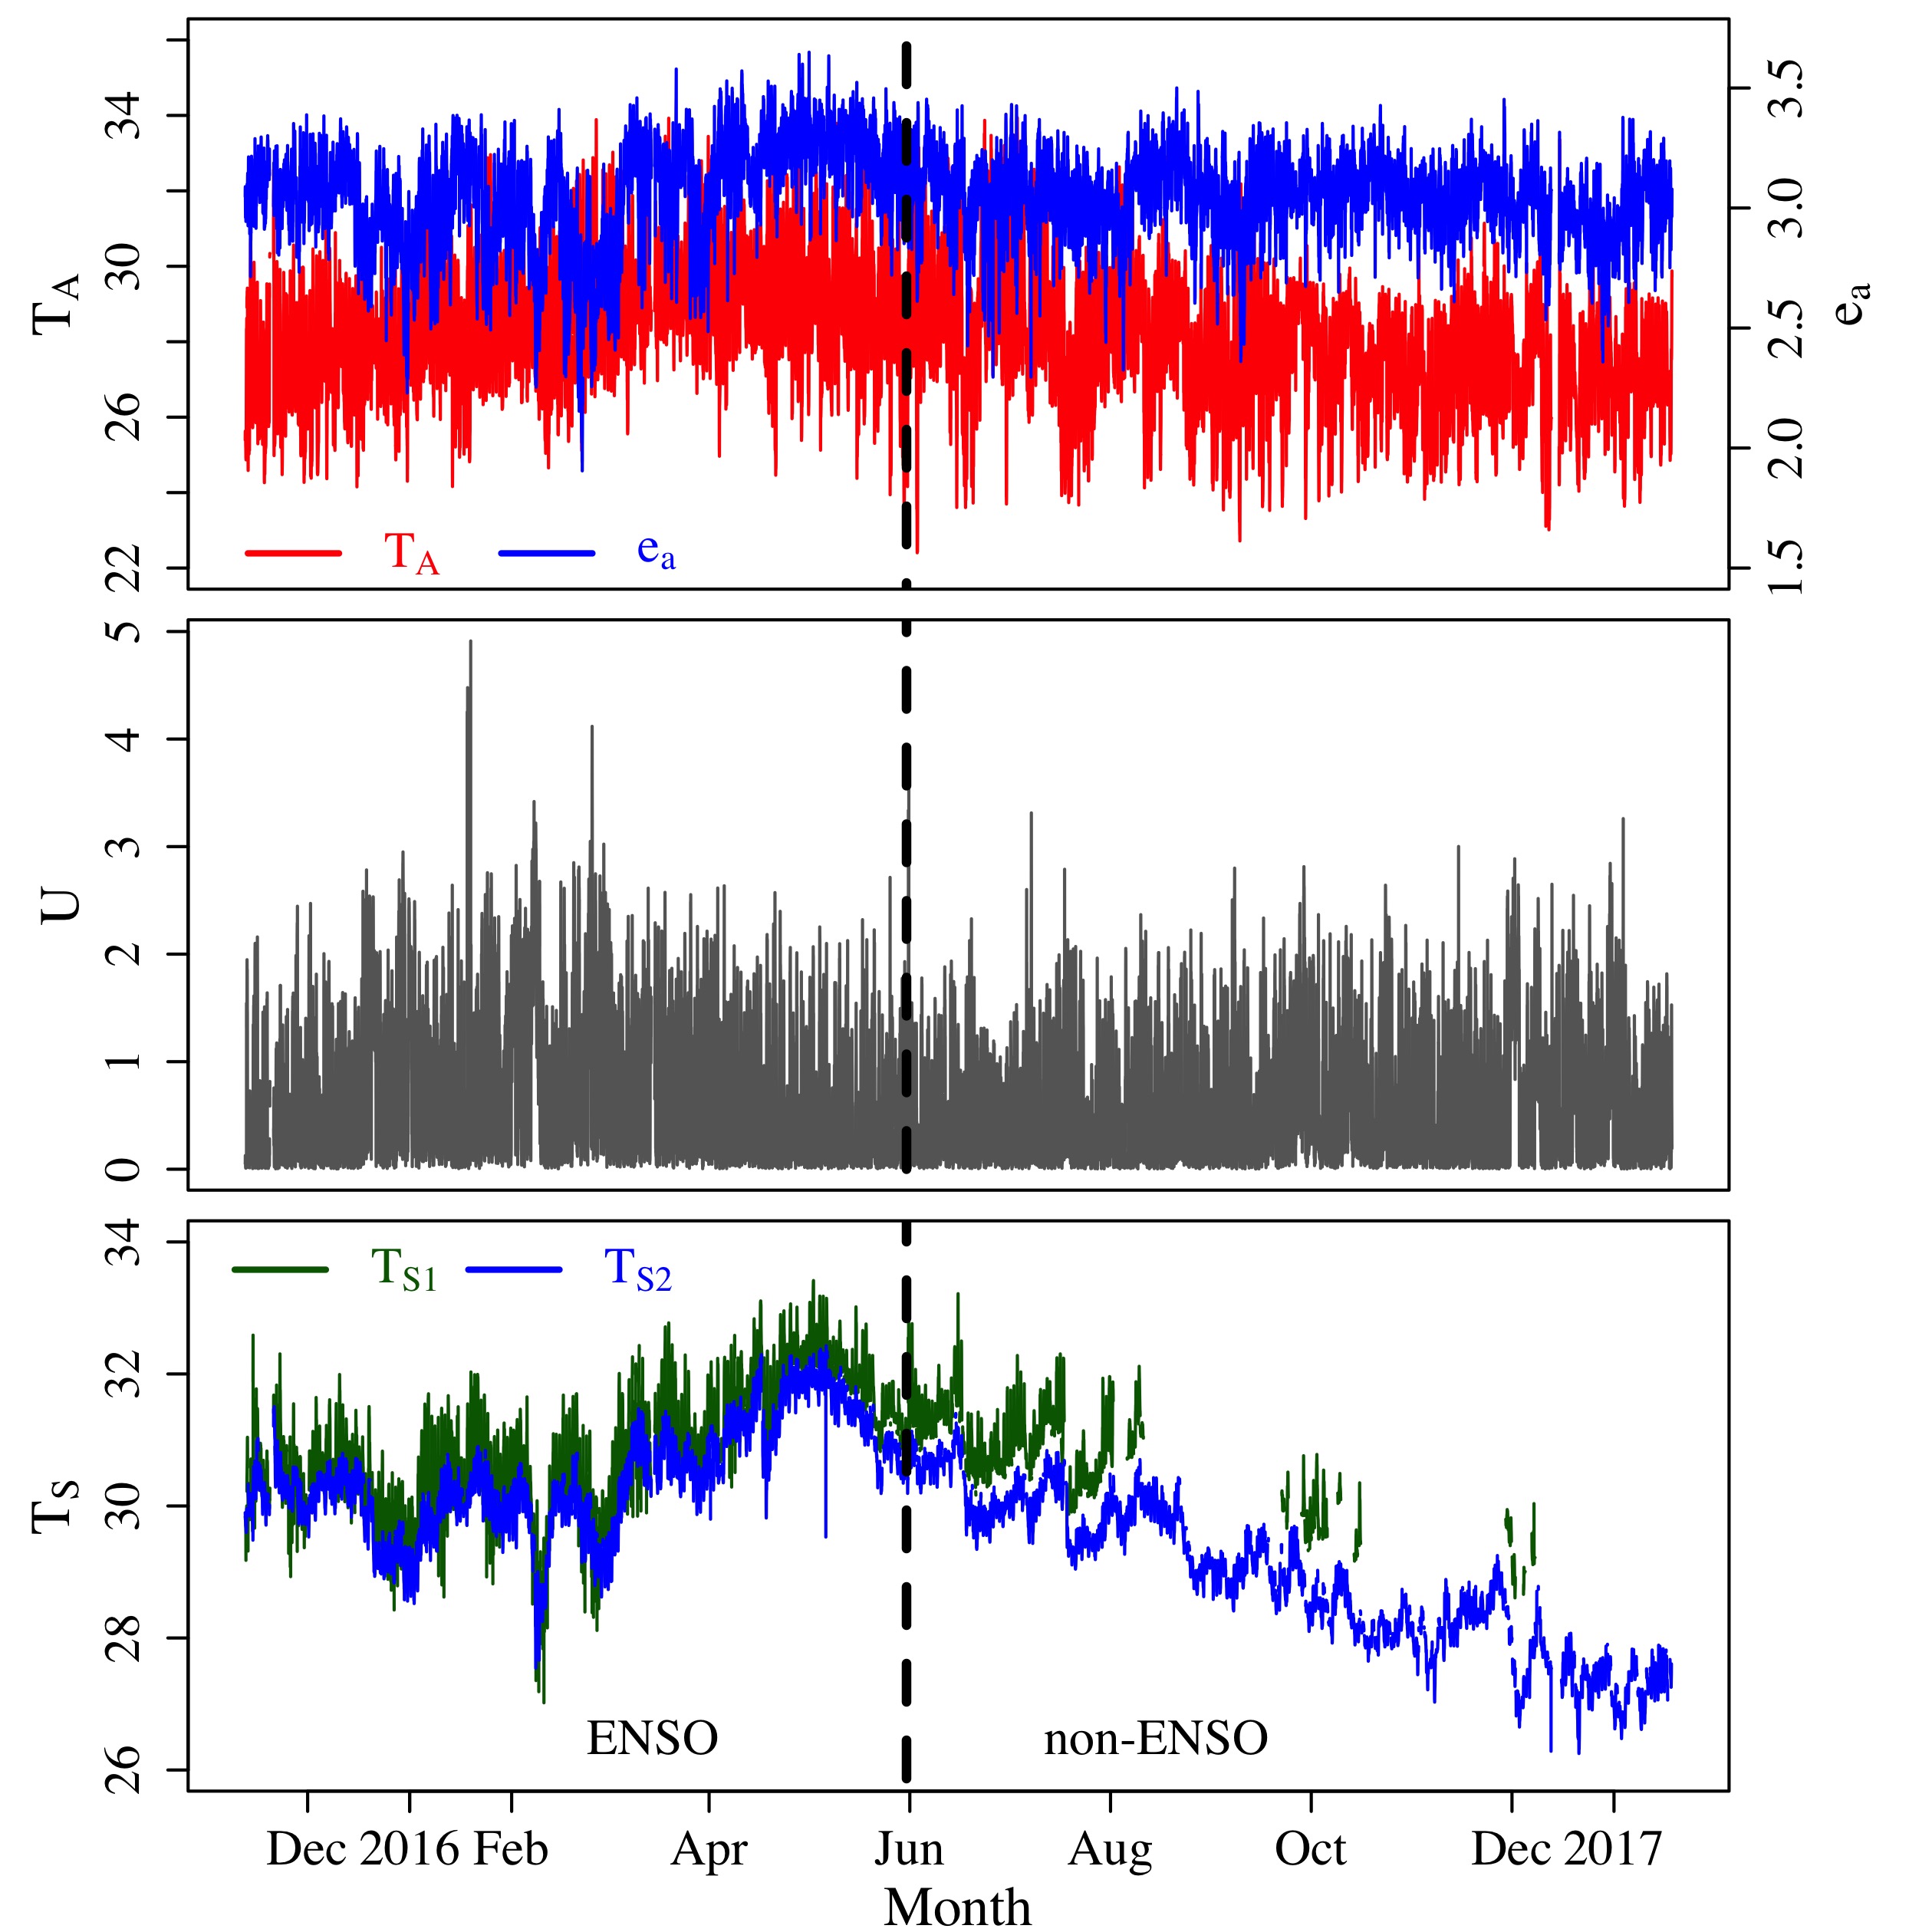 34
30
26
22
T_A
3.5
3.0
2.5
2.0
1.5
e_a
T_A e_a
5
4
3
2
1
0
U
34
32
30
28
26
T_S
T_S1 T_S2
ENSO non-ENSO
Dec 2016 Feb Apr Jun Aug Oct Dec 2017
Month